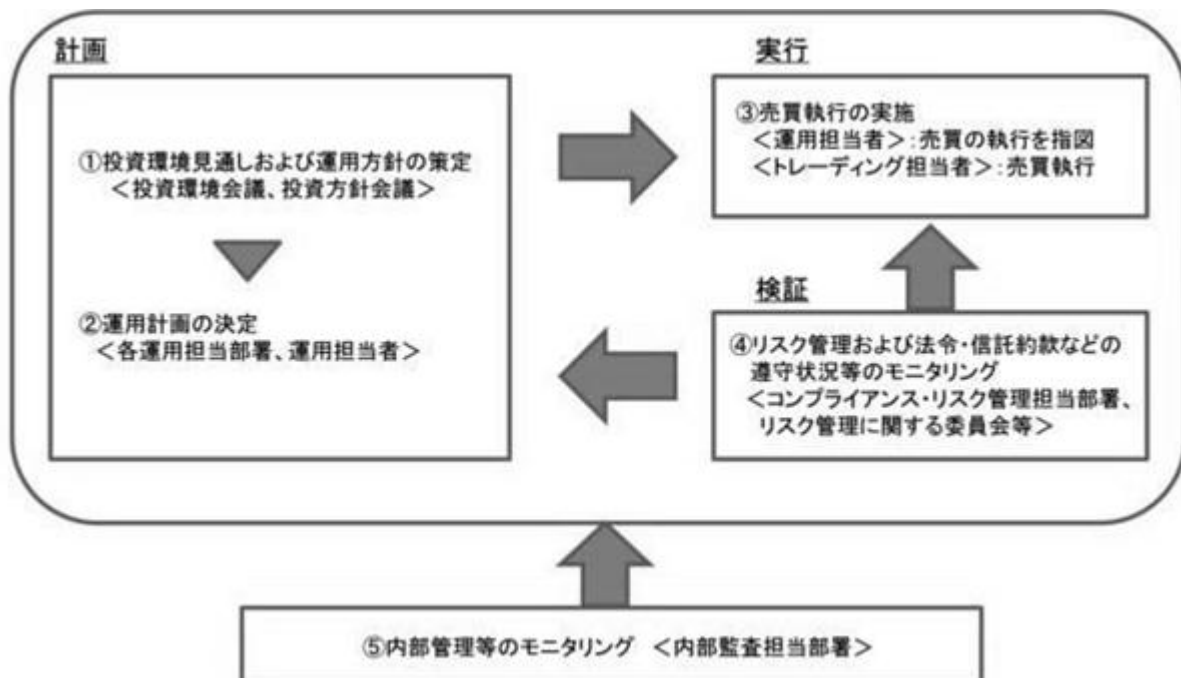 計画
①投資環境見通しおよび運用方針の策定
＜投資環境会議、投資方針会議＞
②運用計画の決定
＜各運用担当部署、運用担当者＞
実行
③売買執行の実施
＜運用担当者＞：売買の執行を指図
＜トレーディング担当者＞：売買執行
検証
④リスク管理および法令・信託約款などの
遵守状況等のモニタリング
＜コンプライアンス・リスク管理担当部署、
リスク管理に関する委員会等＞
⑤内部管理等のモニタリング ＜内部監査担当部署＞